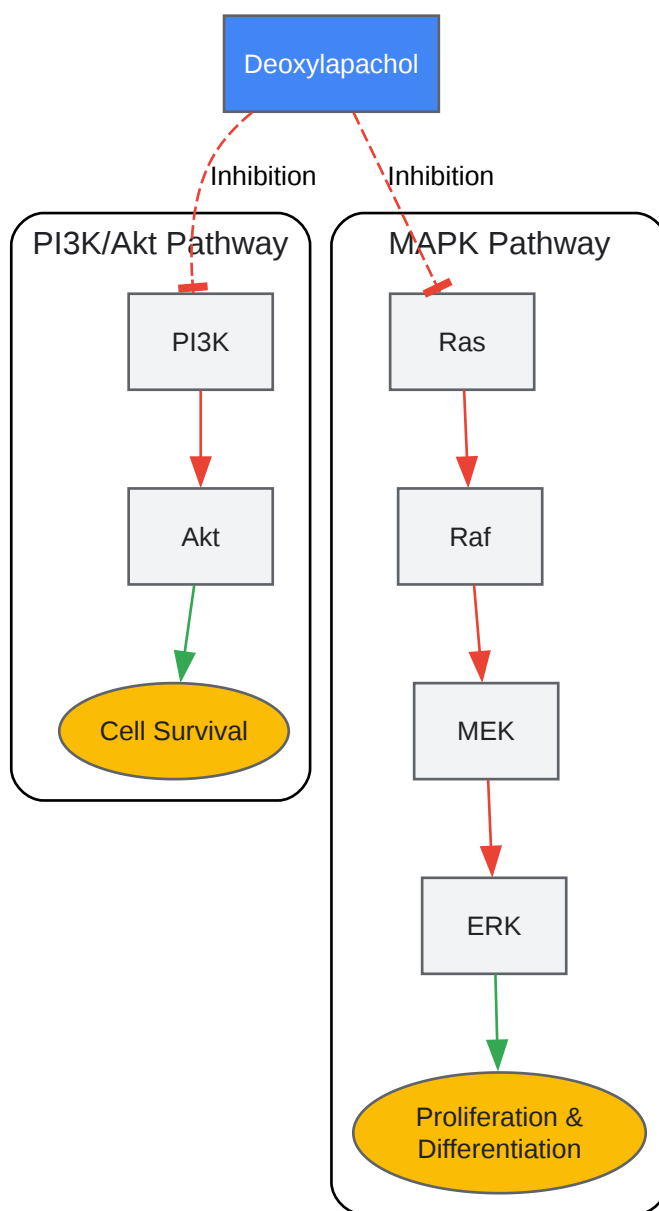 Deoxylapachol
Inhibition
Inhibition
PI3K/Akt Pathway
MAPK Pathway
PI3K
Ras
Akt
Raf
Cell Survival
MEK
ERK
Proliferation &
Differentiation